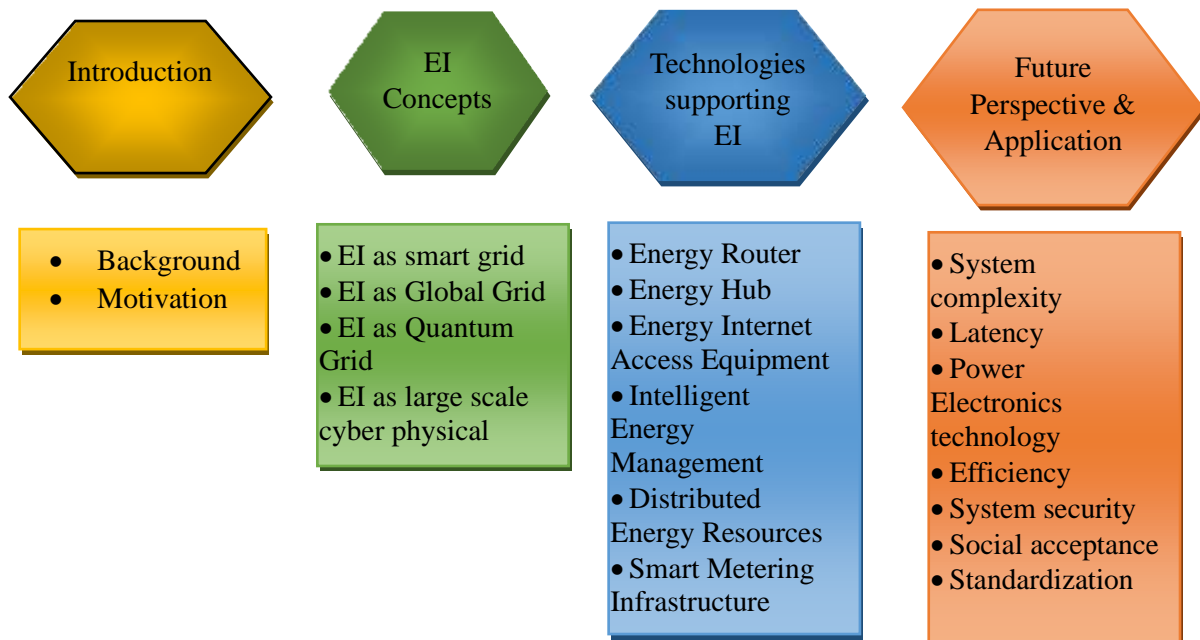 Introduction
EI
Concepts
Technologies
supporting
EI
Future
Perspective &
Application
• Background
• Motivation
• EI as smart grid
• EI as Global Grid
• EI as Quantum
Grid
• EI as large scale
cyber physical
• Energy Router
• Energy Hub
• Energy Internet
Access Equipment
• Intelligent
Energy
Management
• Distributed
Energy Resources
• Smart Metering
Infrastructure
• System
complexity
• Latency
• Power
Electronics
technology
• Efficiency
• System security
• Social acceptance
• Standardization